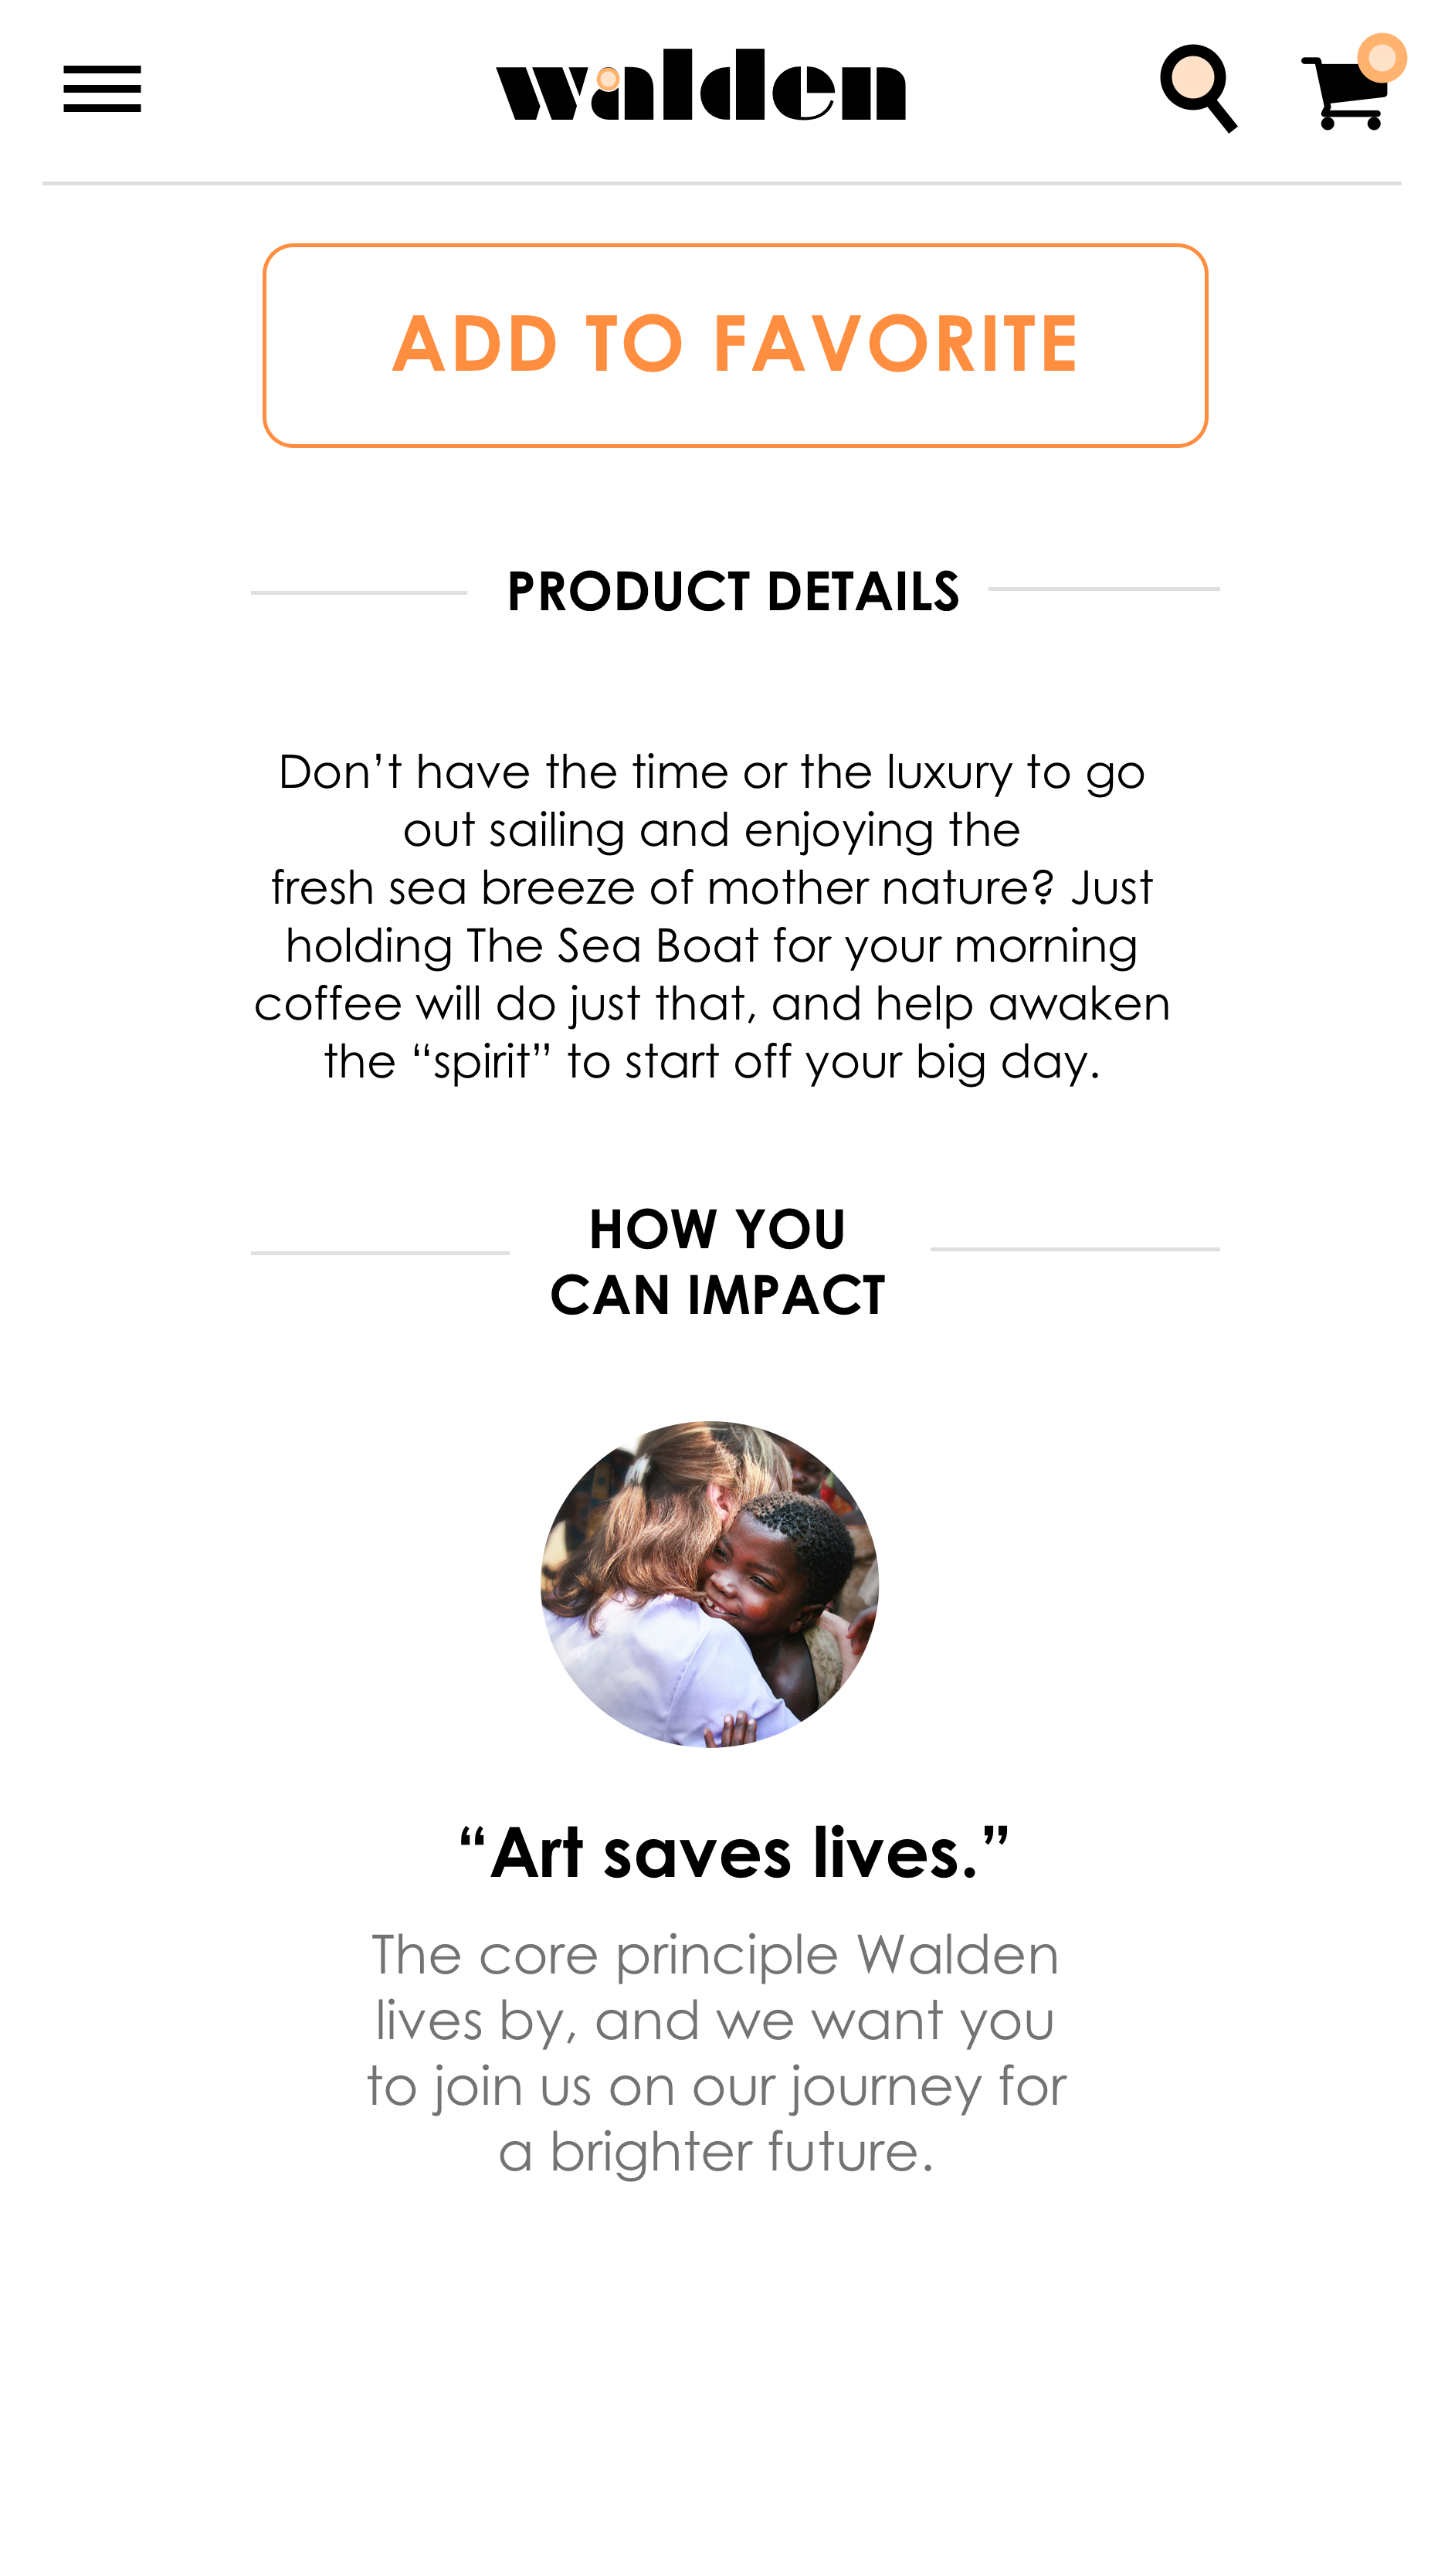 walden
ADD TO FAVORITE
PRODUCT DETAILS
Don’t have the time or the luxury to go
out sailing and enjoying the
fresh sea breeze of mother nature? Just
holding The Sea Boat for your morning
coffee will do just that, and help awaken
the “spirit” to start off your big day.
HOW YOU
CAN IMPACT
“Art saves lives.”
The core principle Walden
lives by, and we want you
to join us on our journey for
a brighter future.